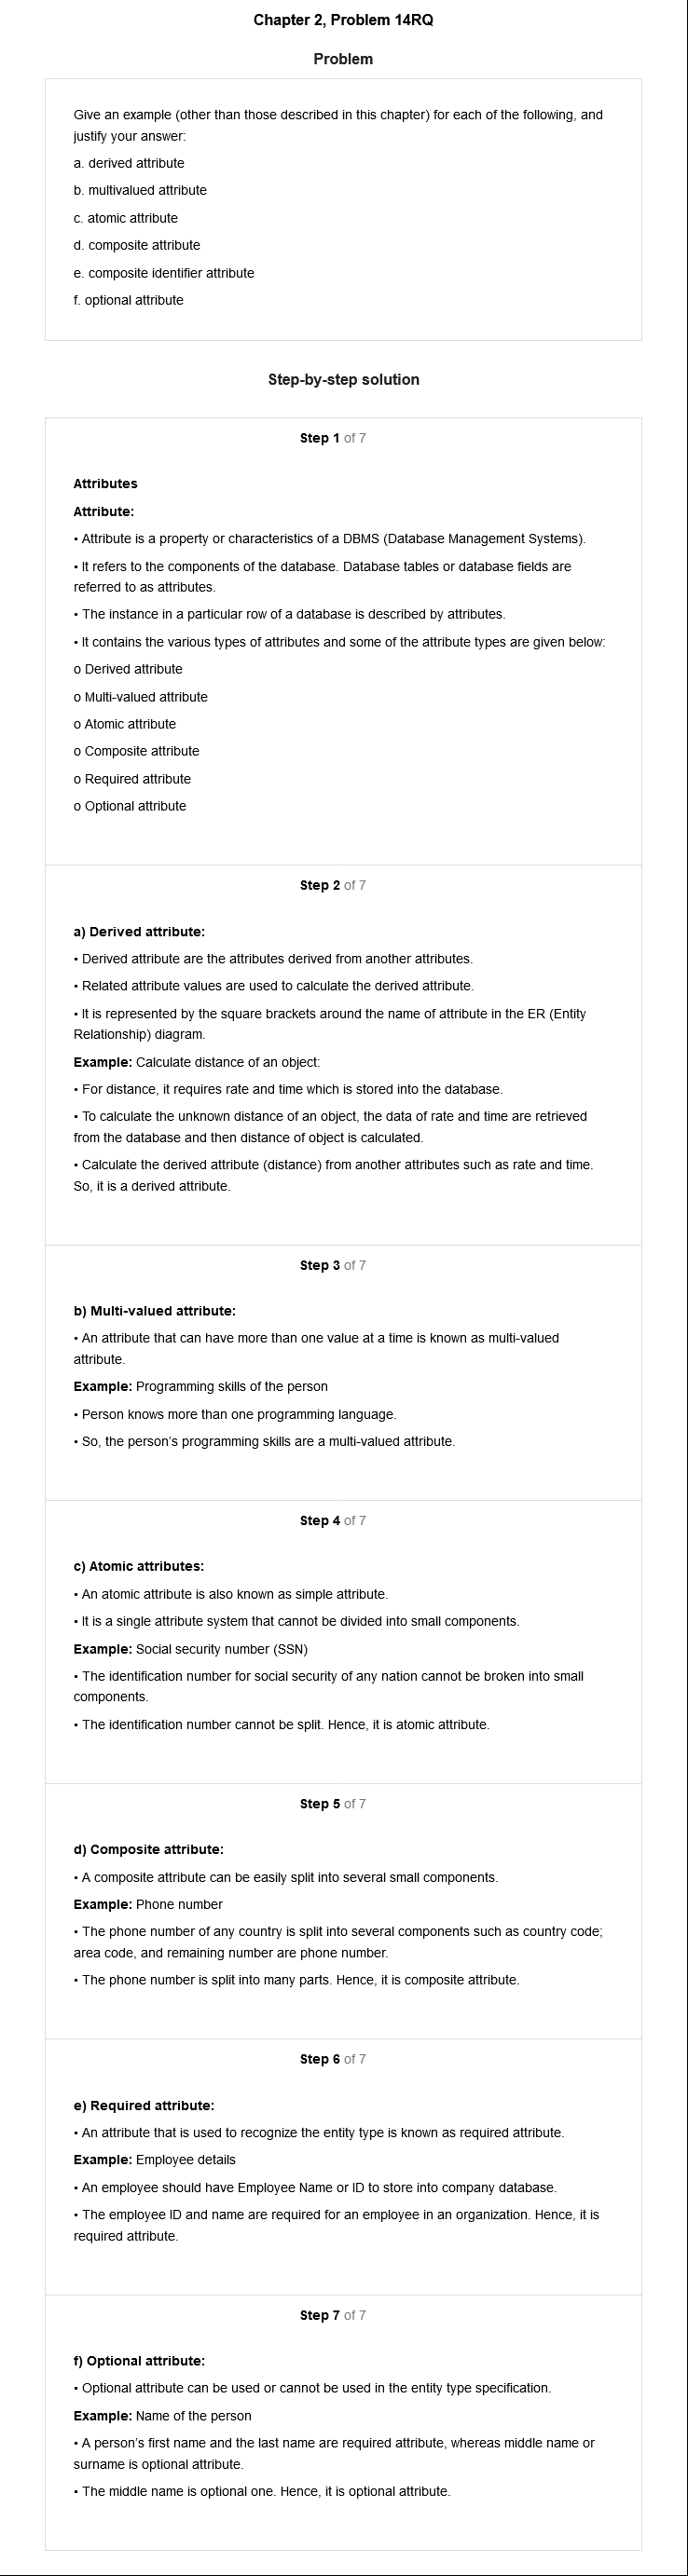 Chapter 2, Problem 14RQ
Problem
Give an example (other than those described in this chapter) for each of the following, and
justify your answer:
a. derived attribute
b. multivalued attribute
c. atomic attribute
d. composite attribute
e. composite identifier attribute
f. optional attribute
Step-by-step solution
Step 1 of 7
Attributes
Attribute:
• Attribute is a property or characteristics of a DBMS (Database Management Systems).
• It refers to the components of the database. Database tables or database fields are
referred to as attributes.
• The instance in a particular row of a database is described by attributes.
• It contains the various types of attributes and some of the attribute types are given below:
o Derived attribute
o Multi-valued attribute
o Atomic attribute
o Composite attribute
o Required attribute
o Optional attribute
Step 2 of 7
a) Derived attribute:
• Derived attribute are the attributes derived from another attributes.
• Related attribute values are used to calculate the derived attribute.
• It is represented by the square brackets around the name of attribute in the ER (Entity
Relationship) diagram.
Example: Calculate distance of an object:
• For distance, it requires rate and time which is stored into the database.
• To calculate the unknown distance of an object, the data of rate and time are retrieved
from the database and then distance of object is calculated.
• Calculate the derived attribute (distance) from another attributes such as rate and time.
So, it is a derived attribute.
Step 3 of 7
b) Multi-valued attribute:
• An attribute that can have more than one value at a time is known as multi-valued
attribute.
Example: Programming skills of the person
• Person knows more than one programming language.
• So, the person's programming skills are a multi-valued attribute.
Step 4 of 7
c) Atomic attributes:
• An atomic attribute is also known as simple attribute.
• It is a single attribute system that cannot be divided into small components.
Example: Social security number (SSN)
• The identification number for social security of any nation cannot be broken into small
components.
• The identification number cannot be split. Hence, it is atomic attribute.
Step 5 of 7
d) Composite attribute:
• A composite attribute can be easily split into several small components.
Example: Phone number
• The phone number of any country is split into several components such as country code;
area code, and remaining number are phone number.
• The phone number is split into many parts. Hence, it is composite attribute.
Step 6 of 7
e) Required attribute:
• An attribute that is used to recognize the entity type is known as required attribute.
Example: Employee details
• An employee should have Employee Name or ID to store into company database.
• The employee ID and name are required for an employee in an organization. Hence, it is
required attribute.
Step 7 of 7
f) Optional attribute:
• Optional attribute can be used or cannot be used in the entity type specification.
Example: Name of the person
• A person's first name and the last name are required attribute, whereas middle name or
surname is optional attribute.
• The middle name is optional one. Hence, it is optional attribute.